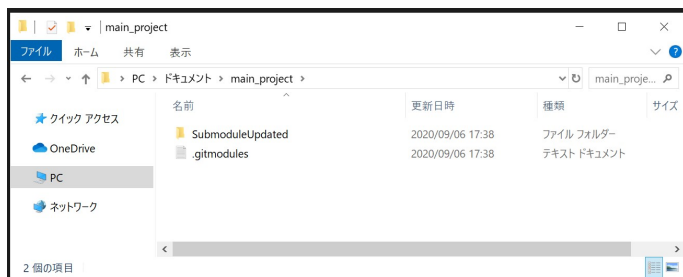 main_project
ファイル ホーム 共有 表示
PC ドキュメント main_project
main_proje...
名前 更新日時 種類 サイズ
クイック アクセス
OneDrive
PC
ネットワーク
SubmoduleUpdated 2020/09/06 17:38 ファイル フォルダー
.gitmodules 2020/09/06 17:38 テキスト ドキュメント
2 個の項目